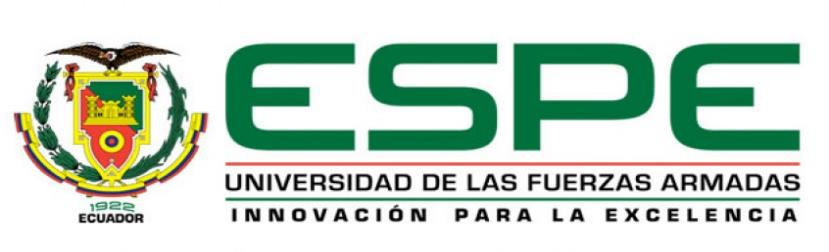 ESPE
UNIVERSIDAD DE LAS FUERZAS ARMADAS
INNOVACIÓN PARA LA EXCELENCIA
1922
ECUADOR